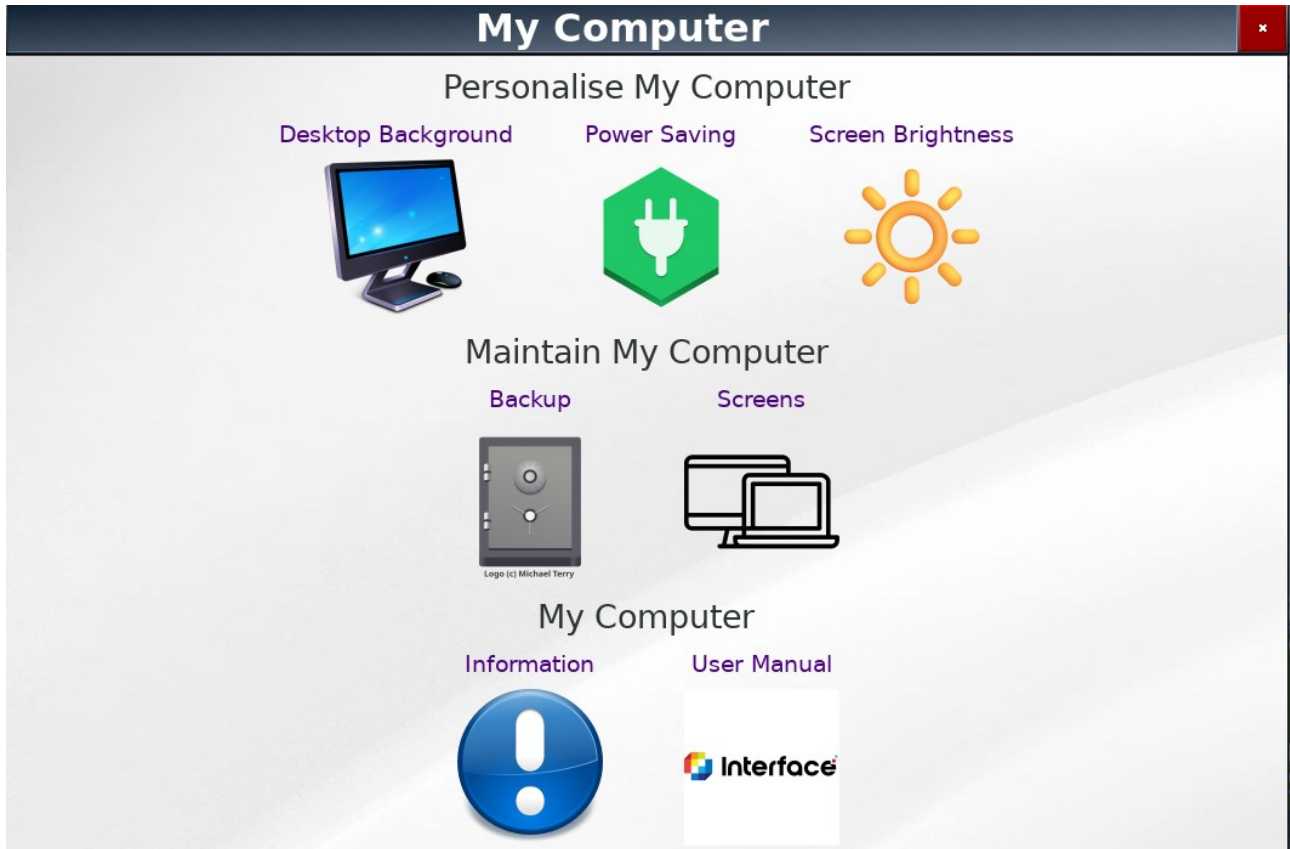 My Computer
Personalise My Computer
Desktop Background Power Saving Screen Brightness
Maintain My Computer
Backup Screens
Logo (c) Michael Terry
My Computer
Information User Manual
Interface